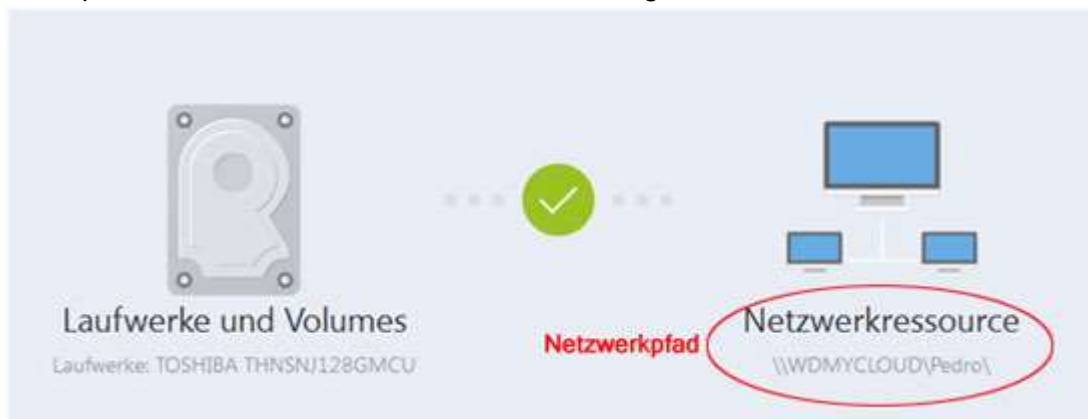 Laufwerke und Volumes
Laufwerke: TOSHIBA THNSNJ128GMCU
Netzwerkpfad
Netzwerkressource
\\WDMYCLOUD\Pedro\